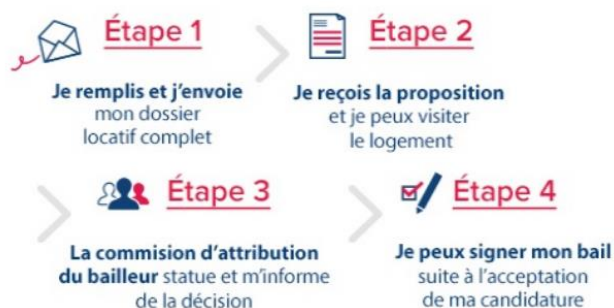 Étape 1
Je remplis et j'envoie
mon dossier
locatif complet
Étape 2
Je reçois la proposition
et je peux visiter
le logement
Étape 3
La commision d'attribution
du bailleur statue et m'informe
de la décision
Étape 4
Je peux signer mon bail
suite à l'acceptation
de ma candidature